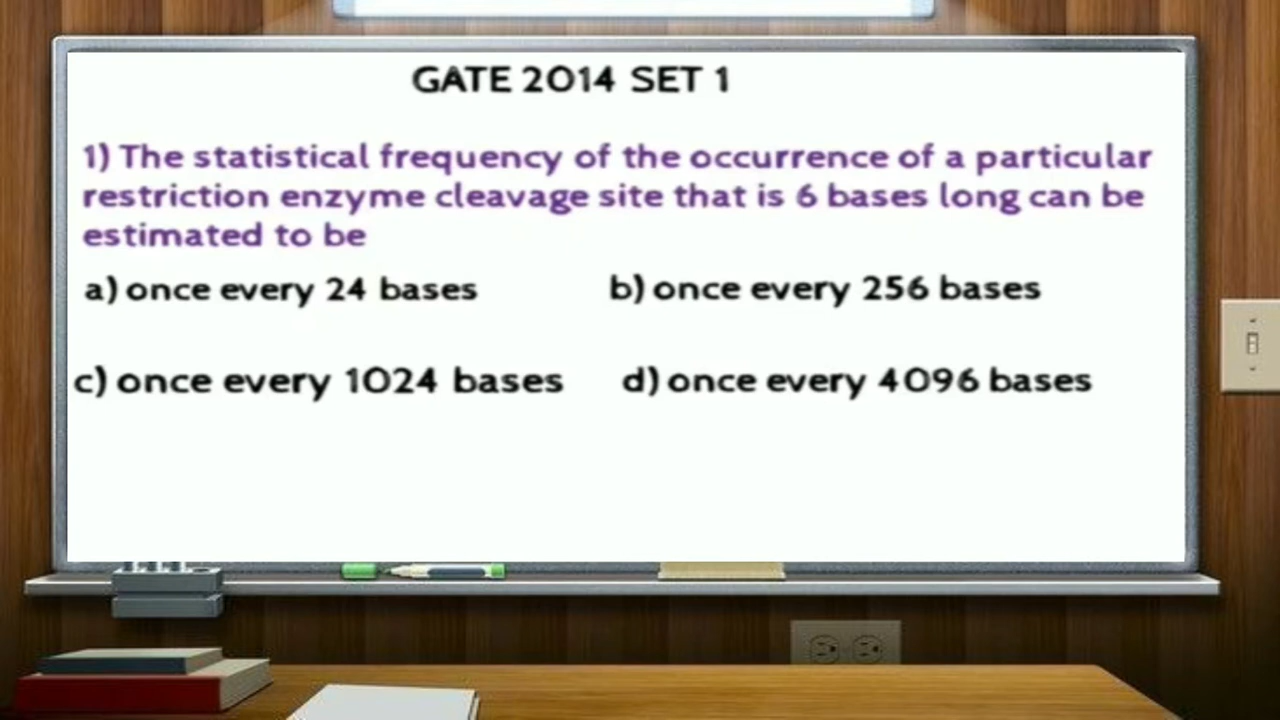 GATE 2014 SET 1
1) The statistical frequency of the occurrence of a particular
restriction enzyme cleavage site that is 6 bases long can be
estimated to be
a) once every 24 bases b) once every 256 bases
c) once every 1024 bases d) once every 4096 bases